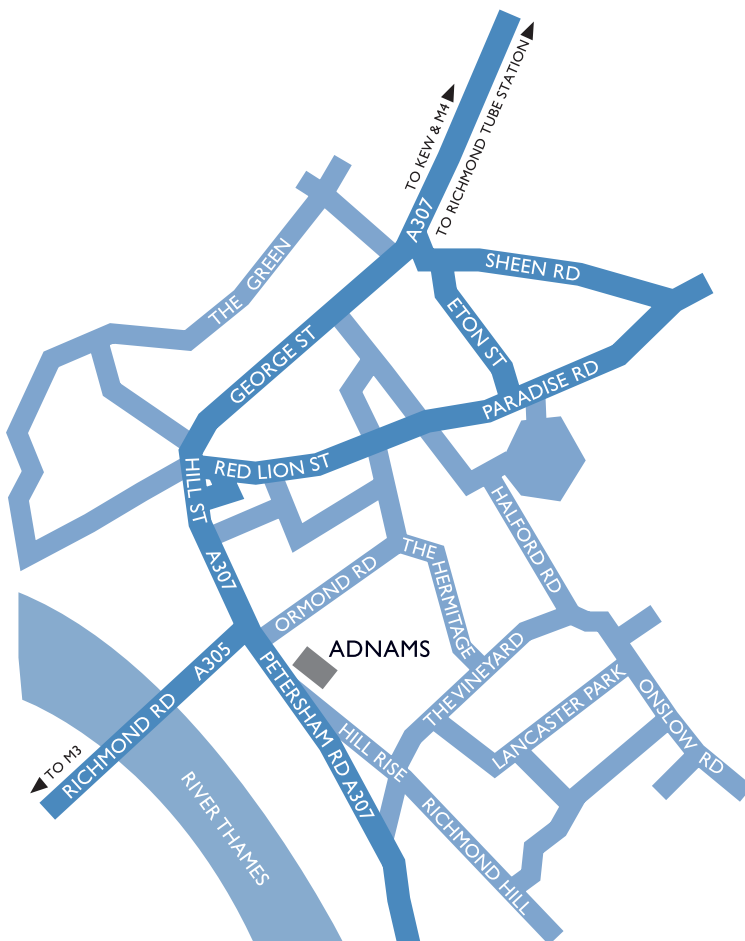 TO KEW & M4
TO RICHMOND TUBE STATION
A307
SHEEN RD
THE GREEN
ETON ST
GEORGE ST
PARADISE RD
RED LION ST
HILL ST
HALFORD RD
A307
THE HERMITAGE
ORMOND RD
ADNAMS
A305
RICHMOND RD
TO M3
PETERSHAM RD A307
THE VINEYARD
LANCASTER PARK
ONSLOW RD
HILL RISE
RICHMOND HILL
RIVER THAMES